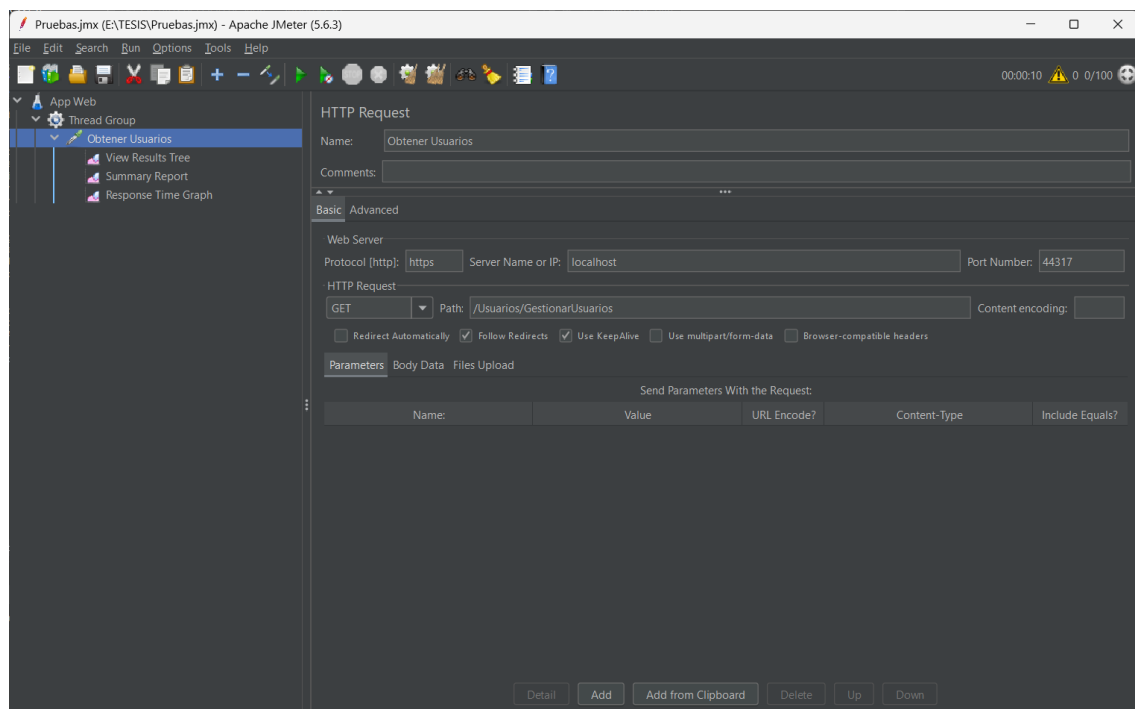 Pruebas.jmx (E:\TESIS\Pruebas.jmx) - Apache JMeter (5.6.3)
File Edit Search Run Options Tools Help
00:00:10 0 0/100
App Web
Thread Group
Obtener Usuarios
View Results Tree
Summary Report
Response Time Graph
HTTP Request
Name: Obtener Usuarios
Comments:
Basic Advanced
Web Server
Protocol [http]: https Server Name or IP: localhost Port Number: 44317
HTTP Request
GET Path: /Usuarios/GestionarUsuarios Content encoding:
Redirect Automatically Follow Redirects Use KeepAlive Use multipart/form-data Browser-compatible headers
Parameters Body Data Files Upload
Send Parameters With the Request:
Name: Value URL Encode? Content-Type Include Equals?
Detail Add Add from Clipboard Delete Up Down